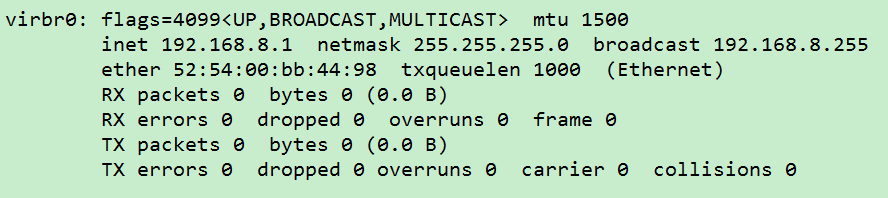 virbr0: flags=4099<UP,BROADCAST,MULTICAST>  mtu 1500
        inet 192.168.8.1  netmask 255.255.255.0  broadcast 192.168.8.255
        ether 52:54:00:bb:44:98  txqueuelen 1000  (Ethernet)
        RX packets 0  bytes 0 (0.0 B)
        RX errors 0  dropped 0  overruns 0  frame 0
        TX packets 0  bytes 0 (0.0 B)
        TX errors 0  dropped 0 overruns 0  carrier 0  collisions 0